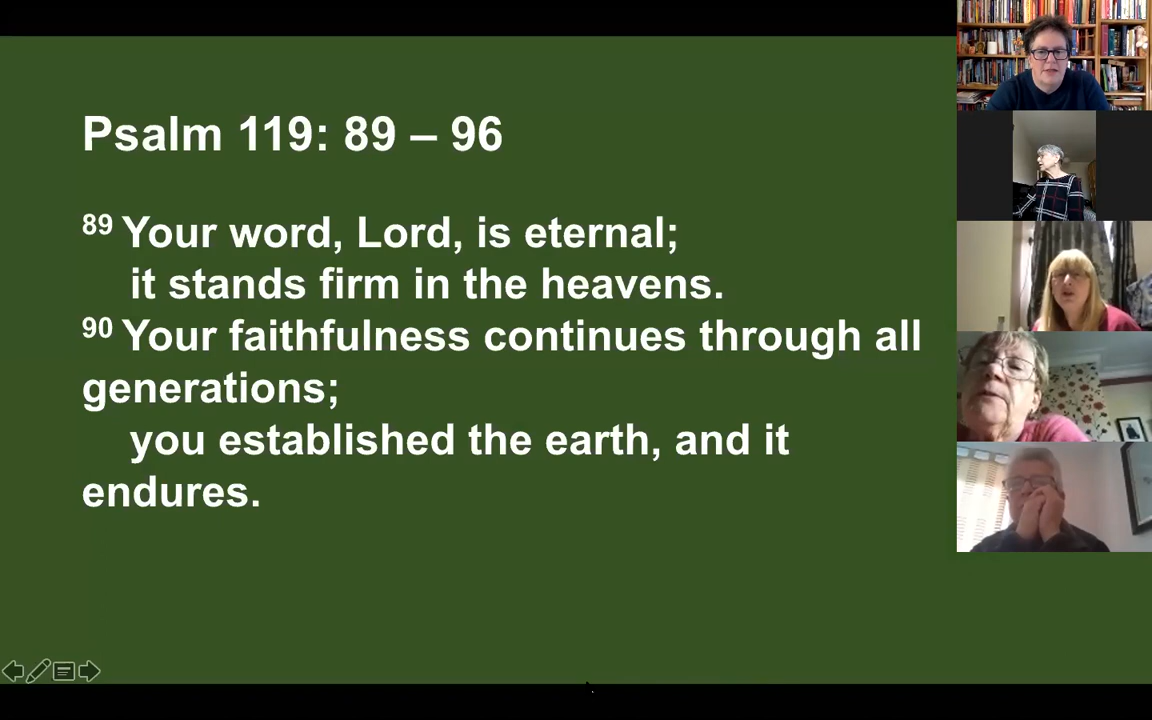 Psalm 119: 89 – 96
89 Your word, Lord, is eternal;
it stands firm in the heavens.
90 Your faithfulness continues through all
generations;
you established the earth, and it
endures.